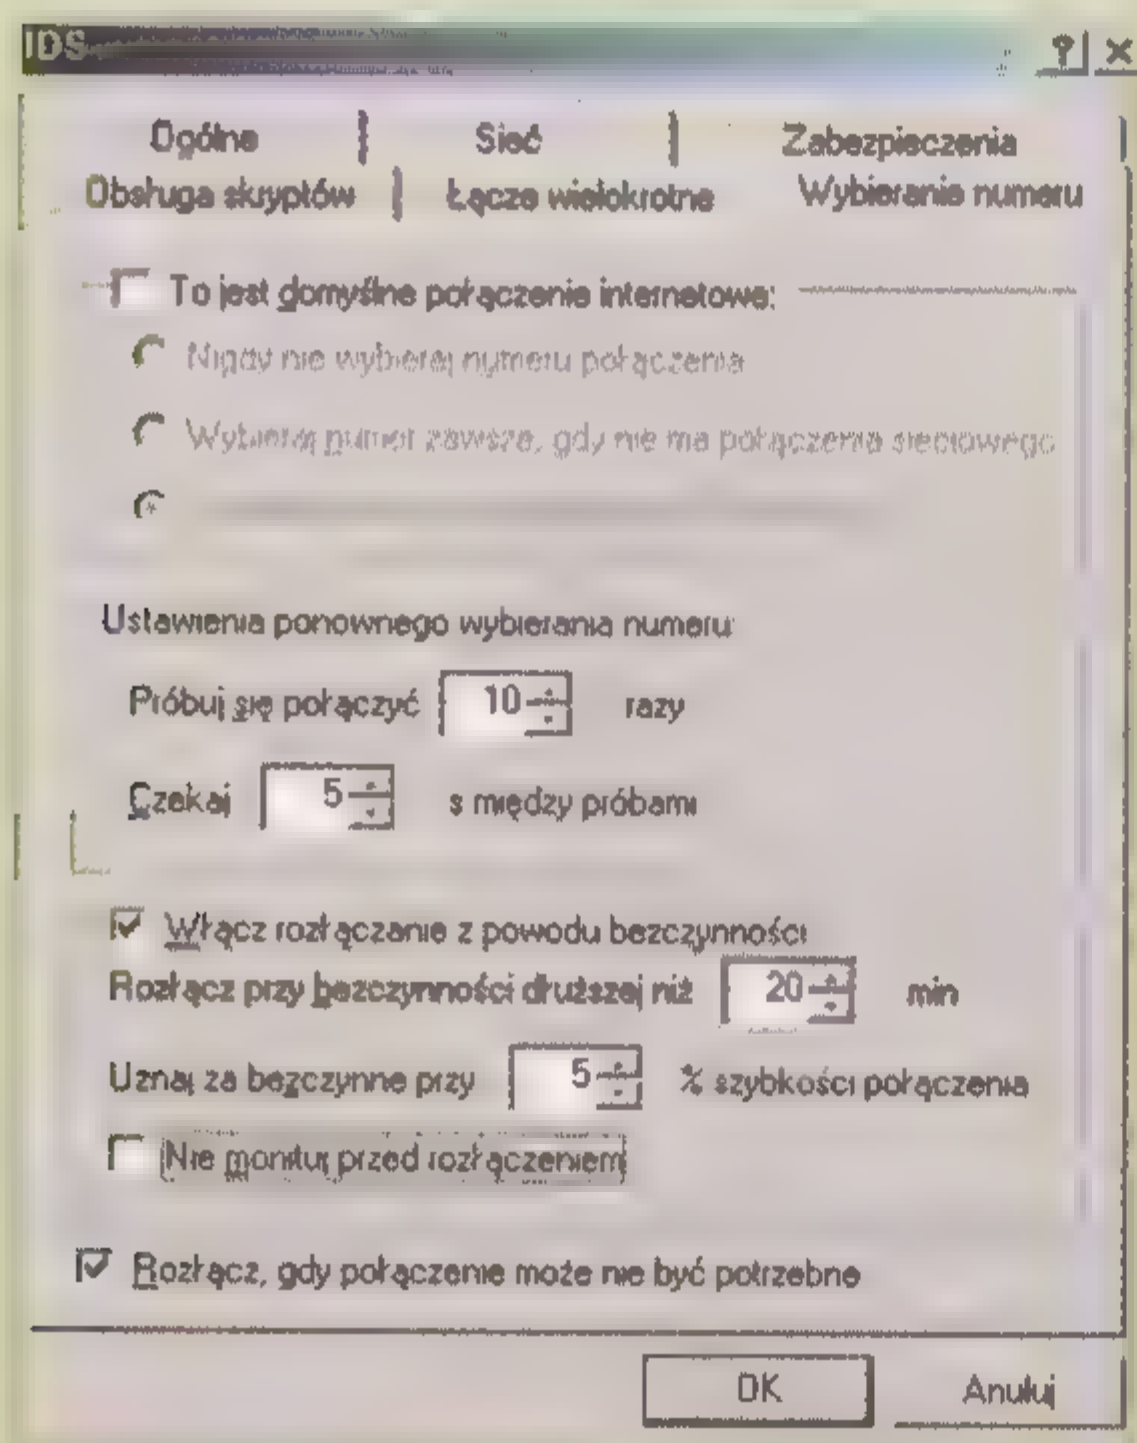 IDS
Ogólne Sieć Zabezpieczenia
Obsługa skryptów Łącze wielokrotne Wybieranie numeru
To jest domyślne połączenie internetowe:
Nigdy nie wybieraj numeru połączenia
Wybieraj numer zawsze, gdy nie ma połączenia sieciowego
Ustawienia ponownego wybierania numeru:
Próbuj się połączyć 10 razy
Czekaj 5 s między próbami
Włącz rozłączanie z powodu bezczynności
Rozłącz przy bezczynności dłuższej niż 20 min
Uznaj za bezczynne przy 5 % szybkości połączenia
Nie monituj przed rozłączeniem
Rozłącz, gdy połączenie może nie być potrzebne
OK Anuluj